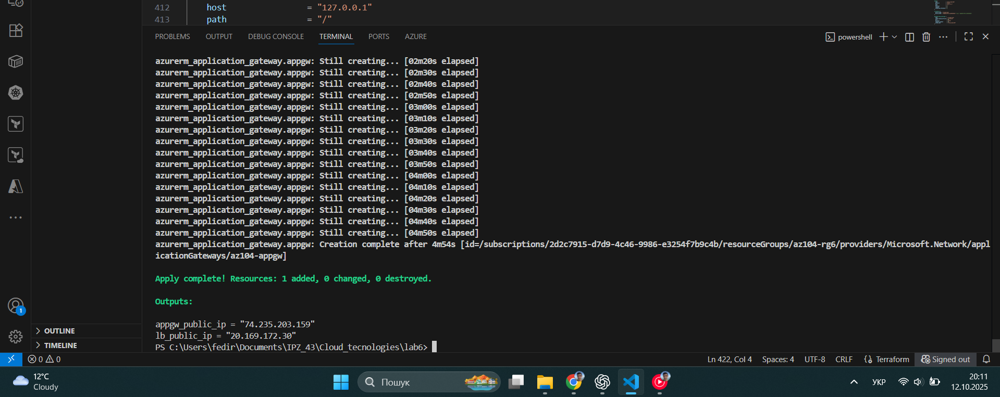 412 host = "127.0.0.1"
413 path = "/"
PROBLEMS OUTPUT DEBUG CONSOLE TERMINAL PORTS AZURE powershell
azurerm_application_gateway.appgw: Still creating... [02m20s elapsed]
azurerm_application_gateway.appgw: Still creating... [02m30s elapsed]
azurerm_application_gateway.appgw: Still creating... [02m40s elapsed]
azurerm_application_gateway.appgw: Still creating... [02m50s elapsed]
azurerm_application_gateway.appgw: Still creating... [03m00s elapsed]
azurerm_application_gateway.appgw: Still creating... [03m10s elapsed]
azurerm_application_gateway.appgw: Still creating... [03m20s elapsed]
azurerm_application_gateway.appgw: Still creating... [03m30s elapsed]
azurerm_application_gateway.appgw: Still creating... [03m40s elapsed]
azurerm_application_gateway.appgw: Still creating... [03m50s elapsed]
azurerm_application_gateway.appgw: Still creating... [04m00s elapsed]
azurerm_application_gateway.appgw: Still creating... [04m10s elapsed]
azurerm_application_gateway.appgw: Still creating... [04m20s elapsed]
azurerm_application_gateway.appgw: Still creating... [04m30s elapsed]
azurerm_application_gateway.appgw: Still creating... [04m40s elapsed]
azurerm_application_gateway.appgw: Still creating... [04m50s elapsed]
azurerm_application_gateway.appgw: Creation complete after 4m54s [id=/subscriptions/2d2c7915-d7d9-4c46-9986-e3254f7b9c4b/resourceGroups/az104-rg6/providers/Microsoft.Network/appl
icationGateways/az104-appgw]
Apply complete! Resources: 1 added, 0 changed, 0 destroyed.
Outputs:
appgw_public_ip = "74.235.203.159"
lb_public_ip = "20.169.172.30"
PS C:\Users\fedir\Documents\IPZ_43\Cloud_tecnologies\lab6>
1
OUTLINE
TIMELINE
0 0 Ln 422, Col 4 Spaces: 4 UTF-8 CRLF Terraform Signed out
12°C
Cloudy
Пошук
УКР
20:11
12.10.2025